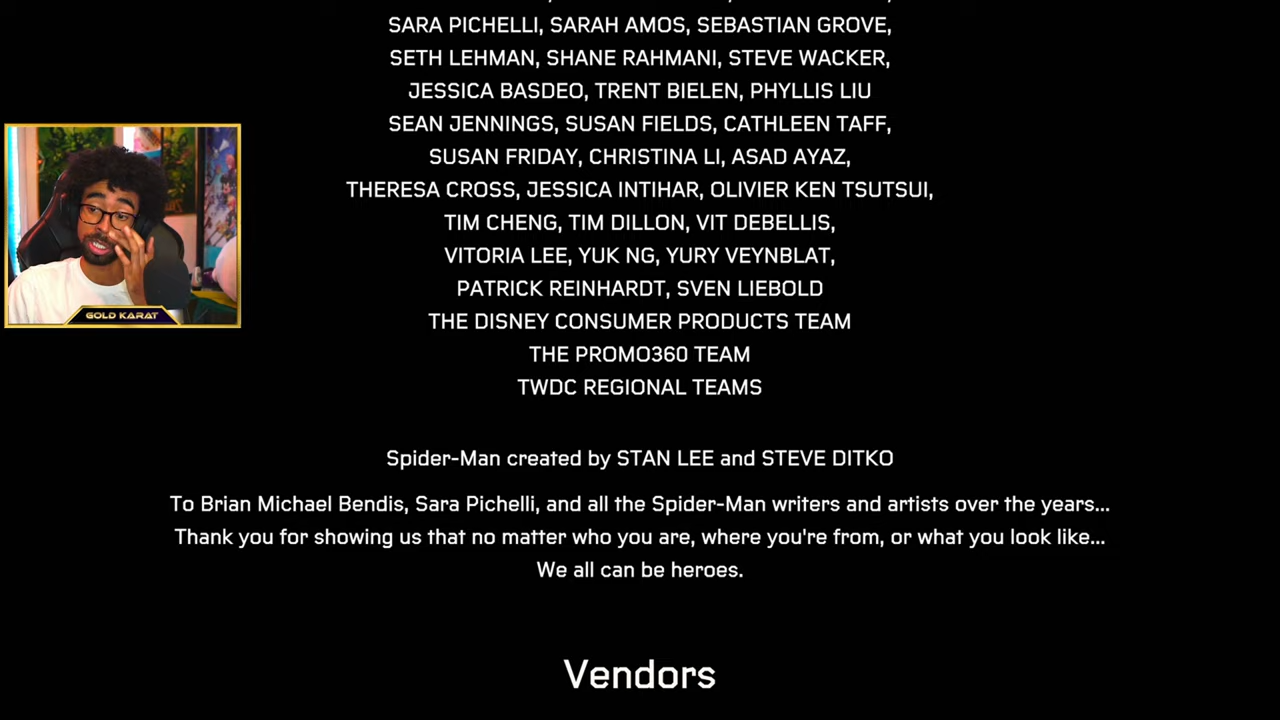 SARA PICHELLI, SARAH AMOS, SEBASTIAN GROVE,
SETH LEHMAN, SHANE RAHMANI, STEVE WACKER,
JESSICA BASDEO, TRENT BIELEN, PHYLLIS LIU
SEAN JENNINGS, SUSAN FIELDS, CATHLEEN TAFF,
SUSAN FRIDAY, CHRISTINA LI, ASAD AYAZ,
THERESA CROSS, JESSICA INTIHAR, OLIVIER KEN TSUTSUI,
TIM CHENG, TIM DILLON, VIT DEBELLIS,
VITORIA LEE, YUK NG, YURY VEYNBLAT,
PATRICK REINHARDT, SVEN LIEBOLD
THE DISNEY CONSUMER PRODUCTS TEAM
THE PROMO360 TEAM
TWDC REGIONAL TEAMS
GOLD KARAT
Spider-Man created by STAN LEE and STEVE DITKO
To Brian Michael Bendis, Sara Pichelli, and all the Spider-Man writers and artists over the years...
Thank you for showing us that no matter who you are, where you're from, or what you look like...
We all can be heroes.
Vendors